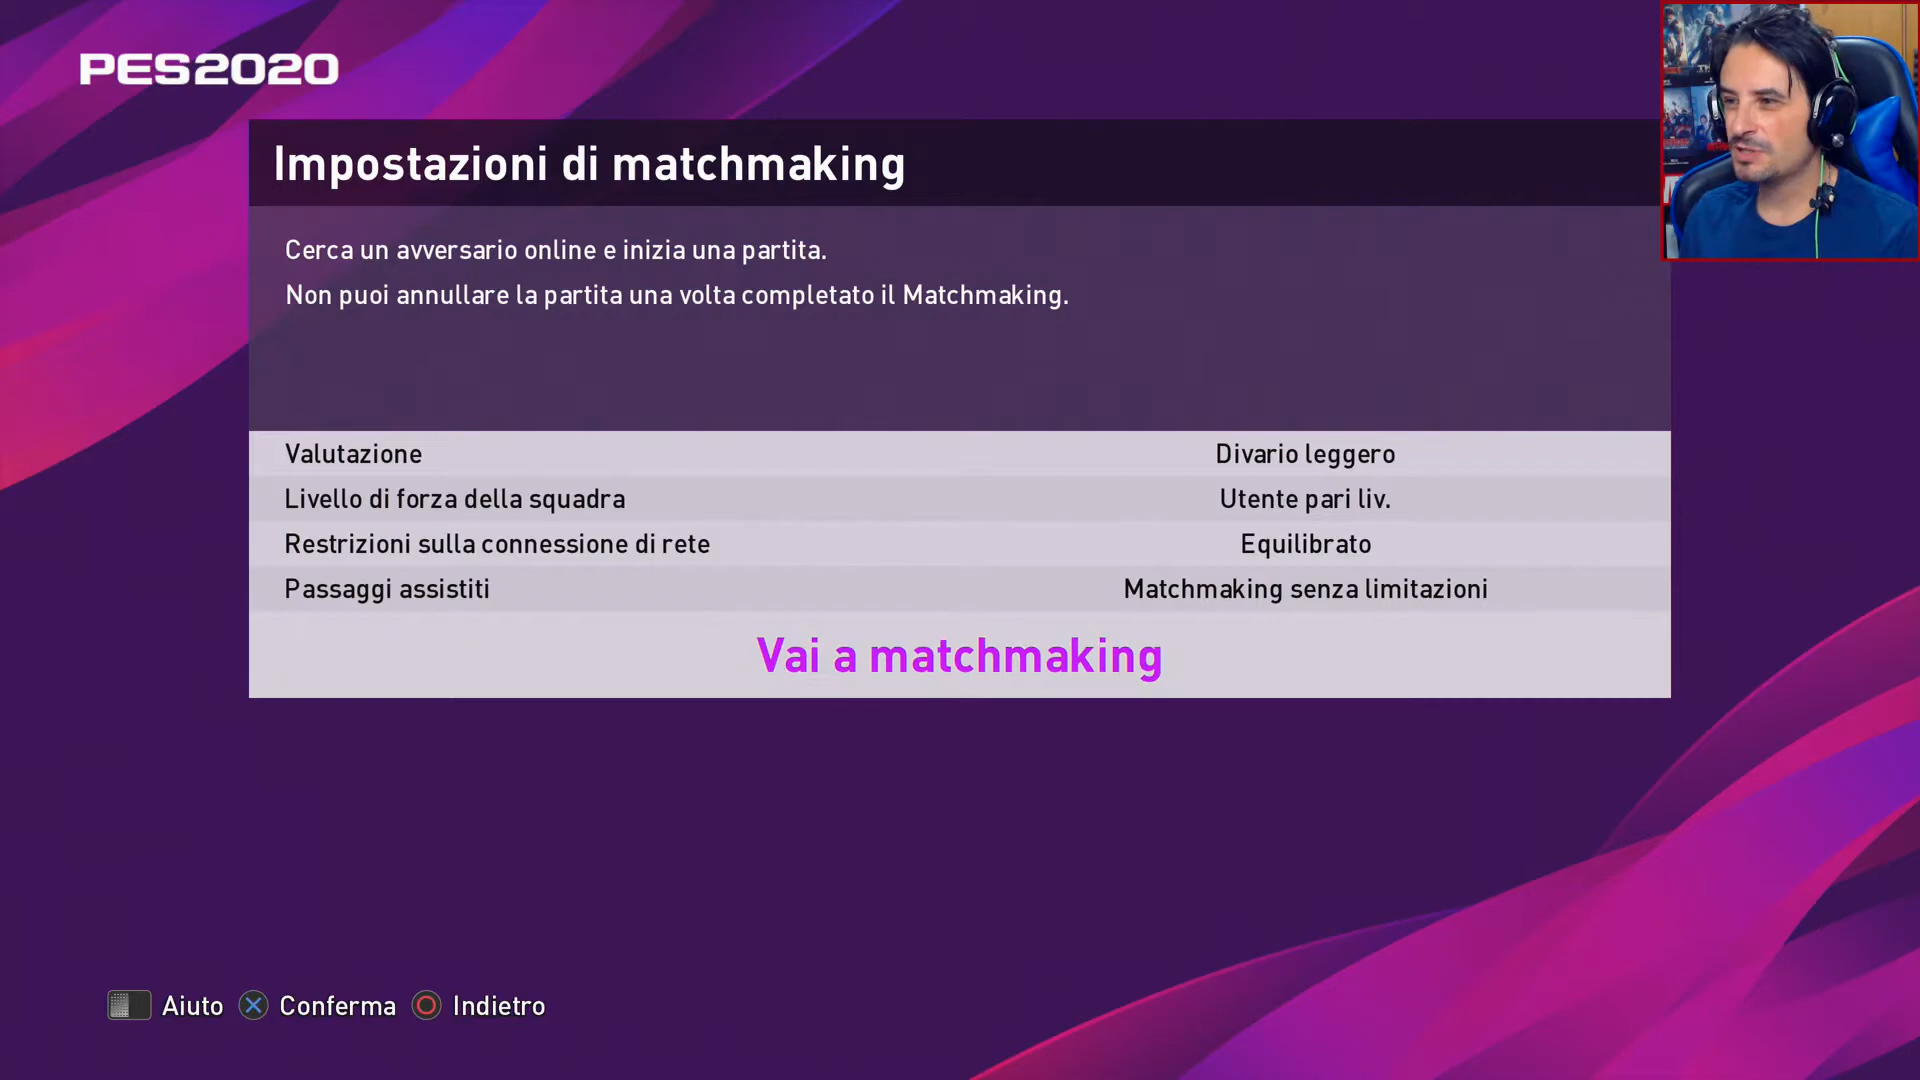 PES2020
Impostazioni di matchmaking
Cerca un avversario online e inizia una partita.
Non puoi annullare la partita una volta completato il Matchmaking.
Valutazione Divario leggero
Livello di forza della squadra Utente pari liv.
Restrizioni sulla connessione di rete Equilibrato
Passaggi assistiti Matchmaking senza limitazioni
Vai a matchmaking
Aiuto Conferma Indietro